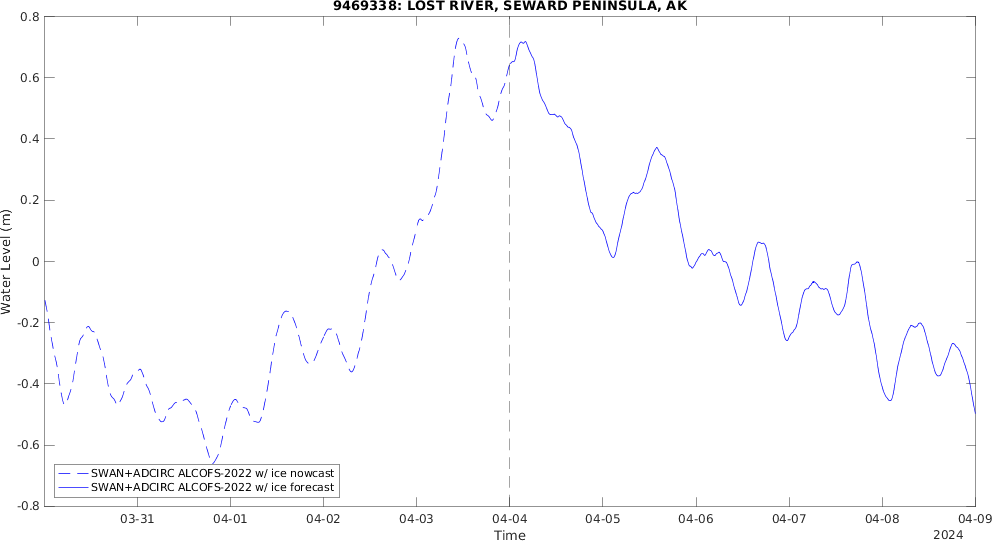 9469338: LOST RIVER, SEWARD PENINSULA, AK
0.8
0.6
0.4
0.2
0
-0.2
-0.4
-0.6
-0.8
Water Level (m)
SWAN+ADCIRC ALCOFS-2022 w/ ice nowcast
SWAN+ADCIRC ALCOFS-2022 w/ ice forecast
03-31 04-01 04-02 04-03 04-04 04-05 04-06 04-07 04-08 04-09
Time
2024